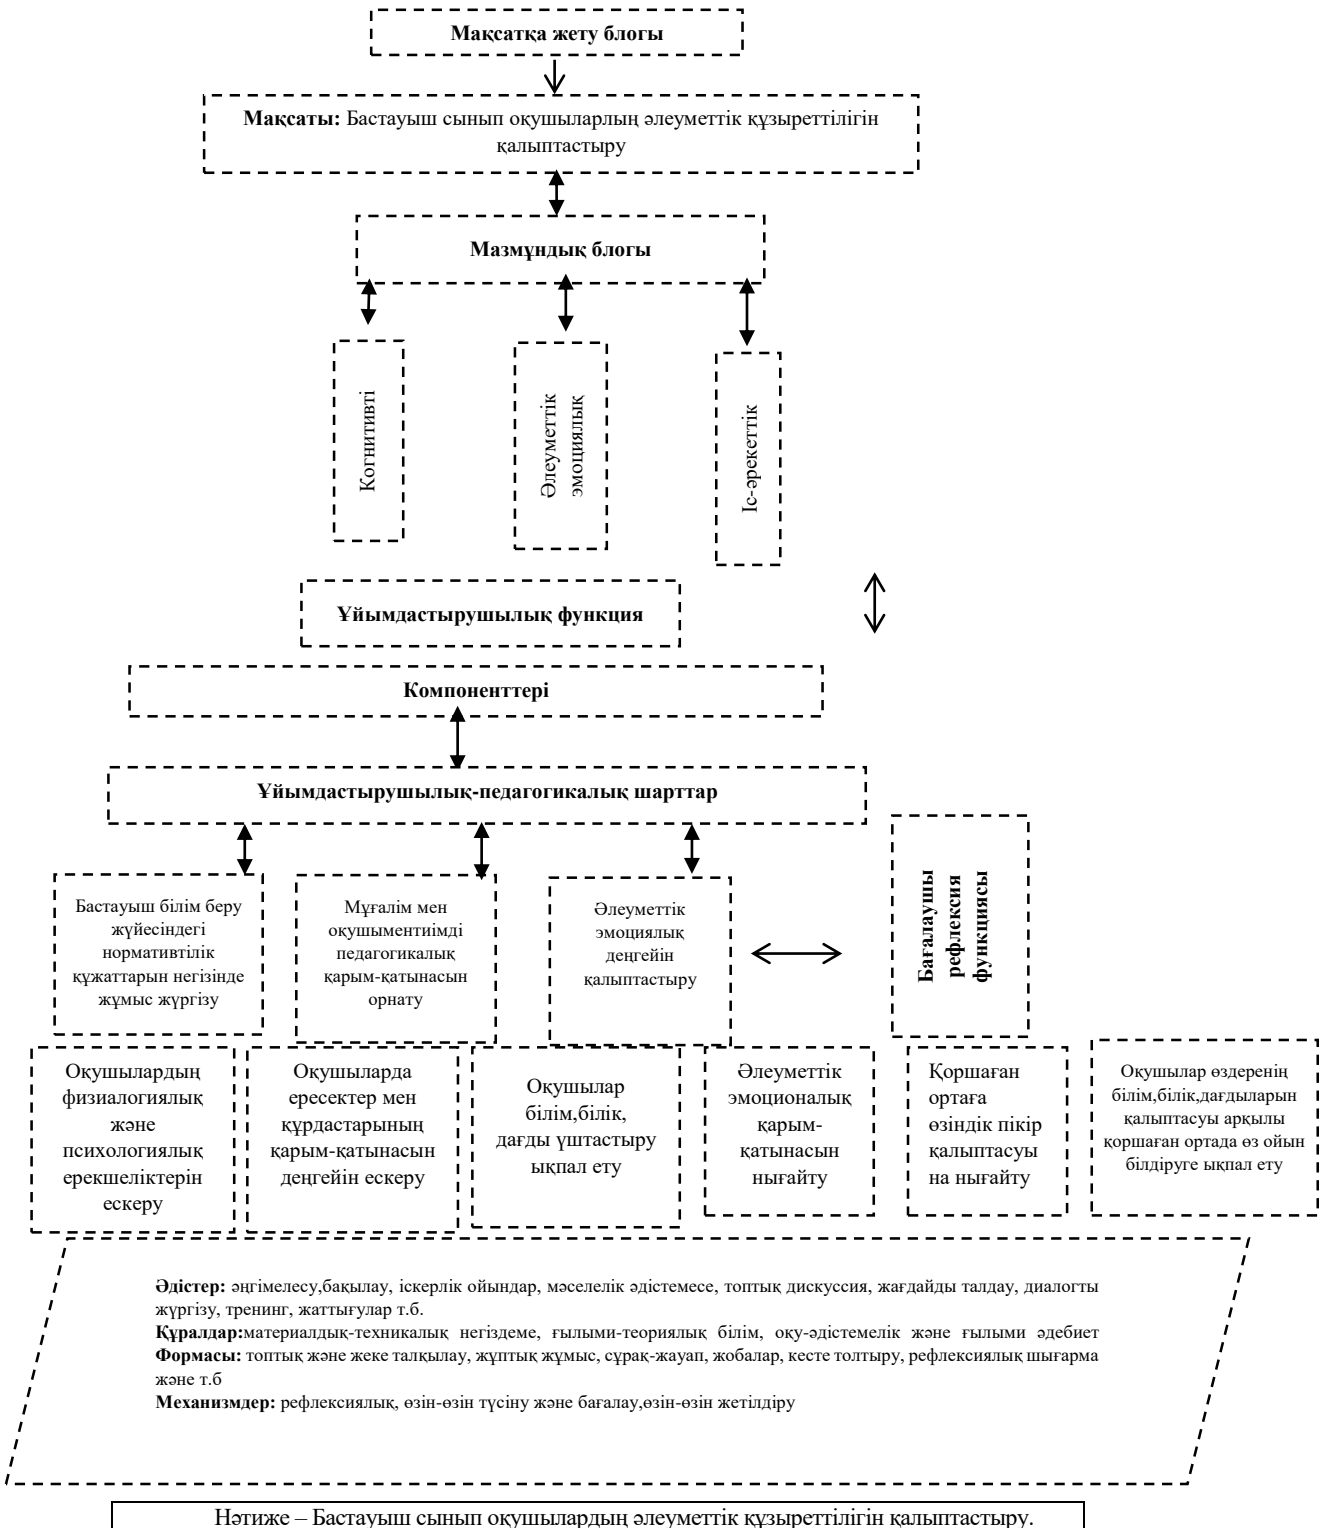 Мақсатқа жету блогы
Мақсаты: Бастауыш сынып оқушыларлың әлеуметтік құзыреттілігін
қалыптастыру
Мазмұндық блогы
Когнитивті
Әлеуметтік
эмоциялық
Іс-әрекеттік
Ұйымдастырушылық функция
Компоненттері
Ұйымдастырушылық-педагогикалық шарттар
Бастауыш білім беру
жүйесіндегі
нормативтілік
құжаттарын негізінде
жұмыс жүргізу
Мұғалім мен
оқушыментиімді
педагогикалық
қарым-қатынасын
орнату
Әлеуметтік
эмоциялық
деңгейін
қалыптастыру
Бағалаушы
рефлексия
функциясы
Оқушылардың
физиалогиялық
және
психологиялық
ерекшеліктерін
ескеру
Оқушыларда
ересектер мен
құрдастарының
қарым-қатынасын
деңгейін ескеру
Оқушылар
білім,білік,
дағды үштастыру
ықпал ету
Әлеуметтік
эмоционалық
қарым-
қатынасын
нығайту
Қоршаған
ортаға
өзіндік пікір
қалыптасуы
на нығайту
Оқушылар өздеренің
білім,білік,дағдыларын
қалыптасуы арқылы
қоршаған ортада өз ойын
білдіруге ықпал ету
Әдістер: әңгімелесу,бақылау, іскерлік ойындар, мәселелік әдістемесе, топтық дискуссия, жағдайды талдау, диалогты
жүргізу, тренинг, жаттығулар т.б.
Құралдар:материалдық-техникалық негіздеме, ғылыми-теориялық білім, оқу-әдістемелік және ғылыми әдебиет
Формасы: топтық және жеке талқылау, жұптық жұмыс, сұрақ-жауап, жобалар, кесте толтыру, рефлексиялық шығарма
және т.б
Механизмдер: рефлексиялық, өзін-өзін түсіну және бағалау,өзін-өзін жетілдіру
Нәтиже – Бастауыш сынып оқушылардың әлеуметтік құзыреттілігін қалыптастыру.